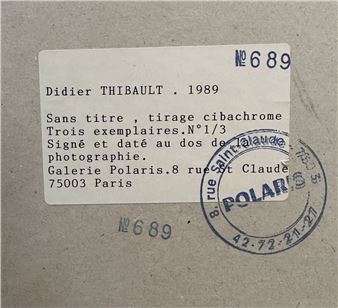 №689
Didier THIBAULT . 1989
Sans titre , tirage cibachrome
Trois exemplaires.N°1/3
Signé et daté au dos de la
photographie.
Galerie Polaris.8 rue St Claude
75003 Paris
8 rue Saint-Claude
POLARIS
42-72-21-27
№689